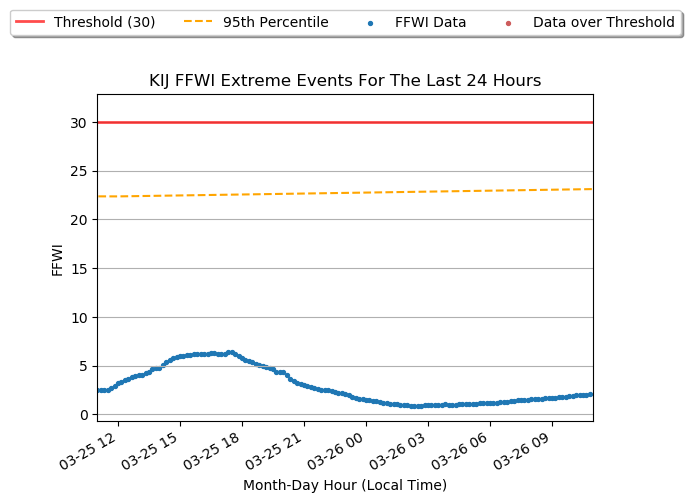 Threshold (30) 95th Percentile FFWI Data Data over Threshold
KIJ FFWI Extreme Events For The Last 24 Hours
30
25
20
15
10
5
0
FFWI
03-25 12 03-25 15 03-25 18 03-25 21 03-26 00 03-26 03 03-26 06 03-26 09
Month-Day Hour (Local Time)